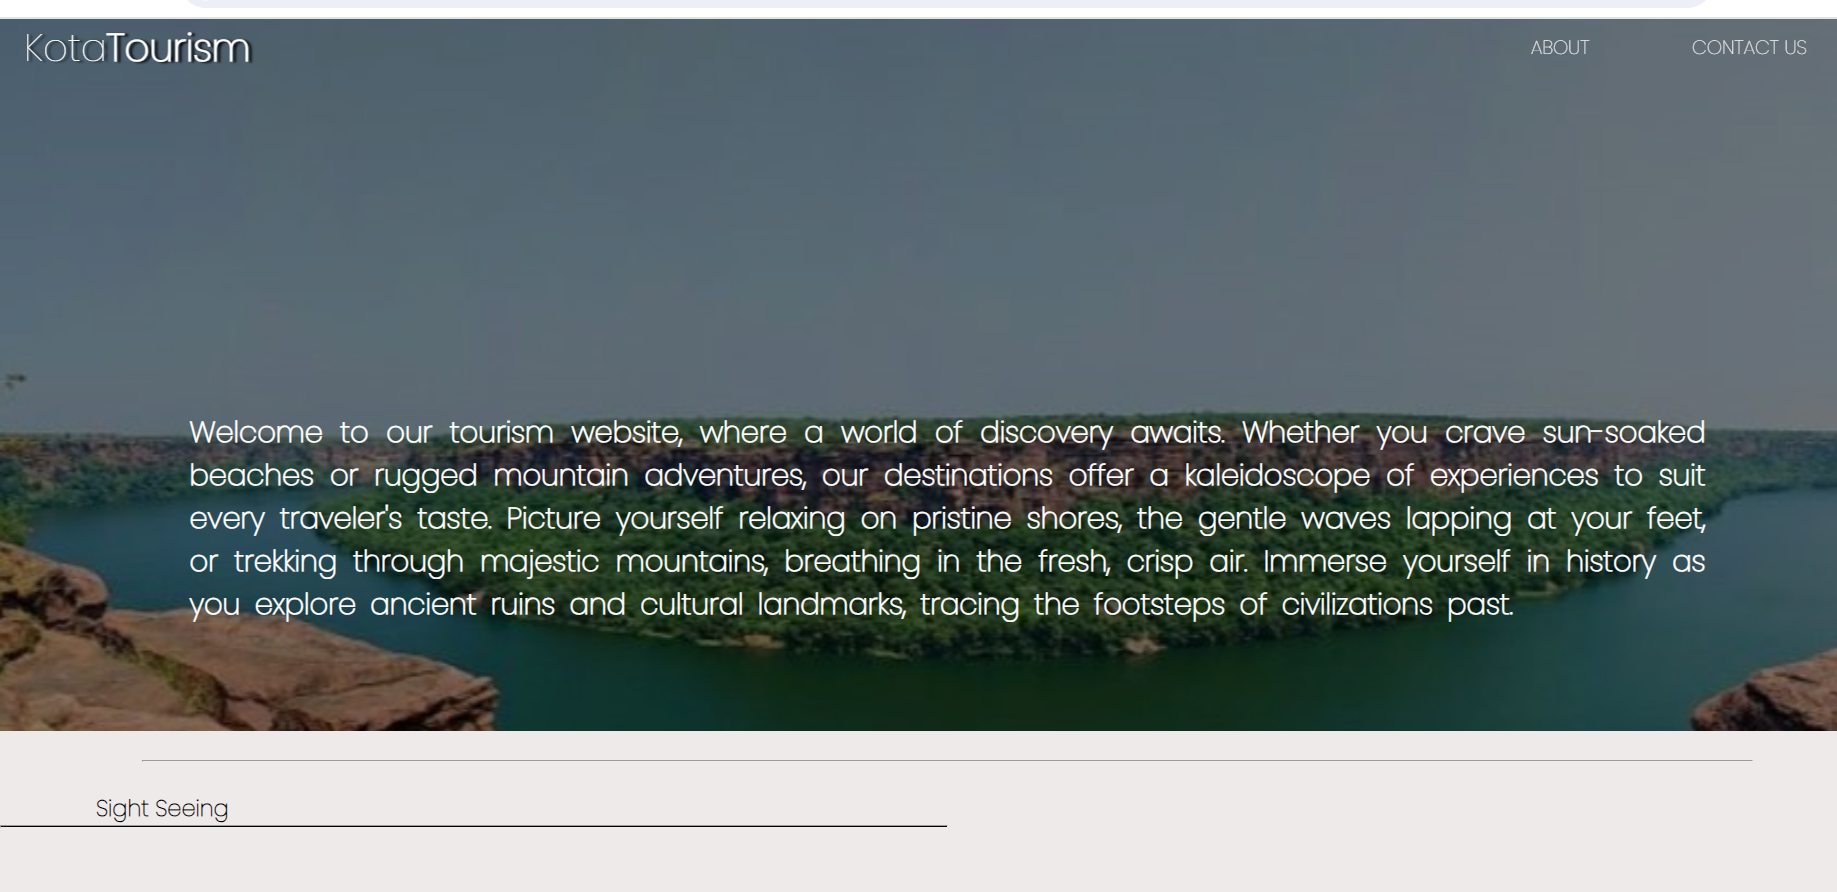 KotaTourism
ABOUT
CONTACT US
Welcome to our tourism website, where a world of discovery awaits. Whether you crave sun-soaked
beaches or rugged mountain adventures, our destinations offer a kaleidoscope of experiences to suit
every traveler's taste. Picture yourself relaxing on pristine shores, the gentle waves lapping at your feet,
or trekking through majestic mountains, breathing in the fresh, crisp air. Immerse yourself in history as
you explore ancient ruins and cultural landmarks, tracing the footsteps of civilizations past.
Sight Seeing